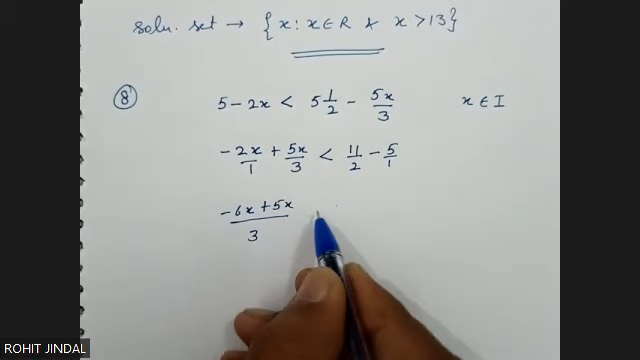 soln. set → {x : x ∈ R & x > 13}
8) 5 - 2x < 5 1/2 - 5x/3 x ∈ I
-2x/1 + 5x/3 < 11/2 - 5/1
-6x + 5x / 3
ROHIT JINDAL